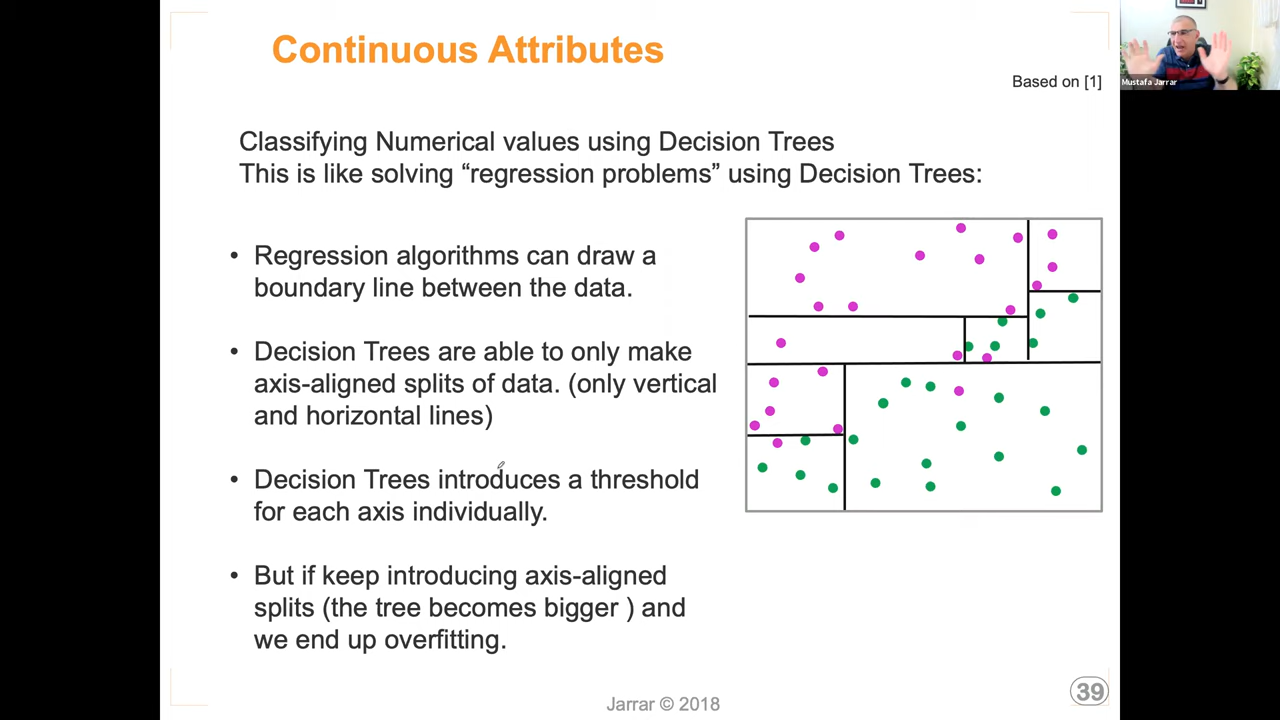 Continuous Attributes
Based on [1]
Mustafa Jarrar
Classifying Numerical values using Decision Trees
This is like solving “regression problems” using Decision Trees:
• Regression algorithms can draw a
boundary line between the data.
• Decision Trees are able to only make
axis-aligned splits of data. (only vertical
and horizontal lines)
• Decision Trees introduces a threshold
for each axis individually.
• But if keep introducing axis-aligned
splits (the tree becomes bigger ) and
we end up overfitting.
Jarrar © 2018
39